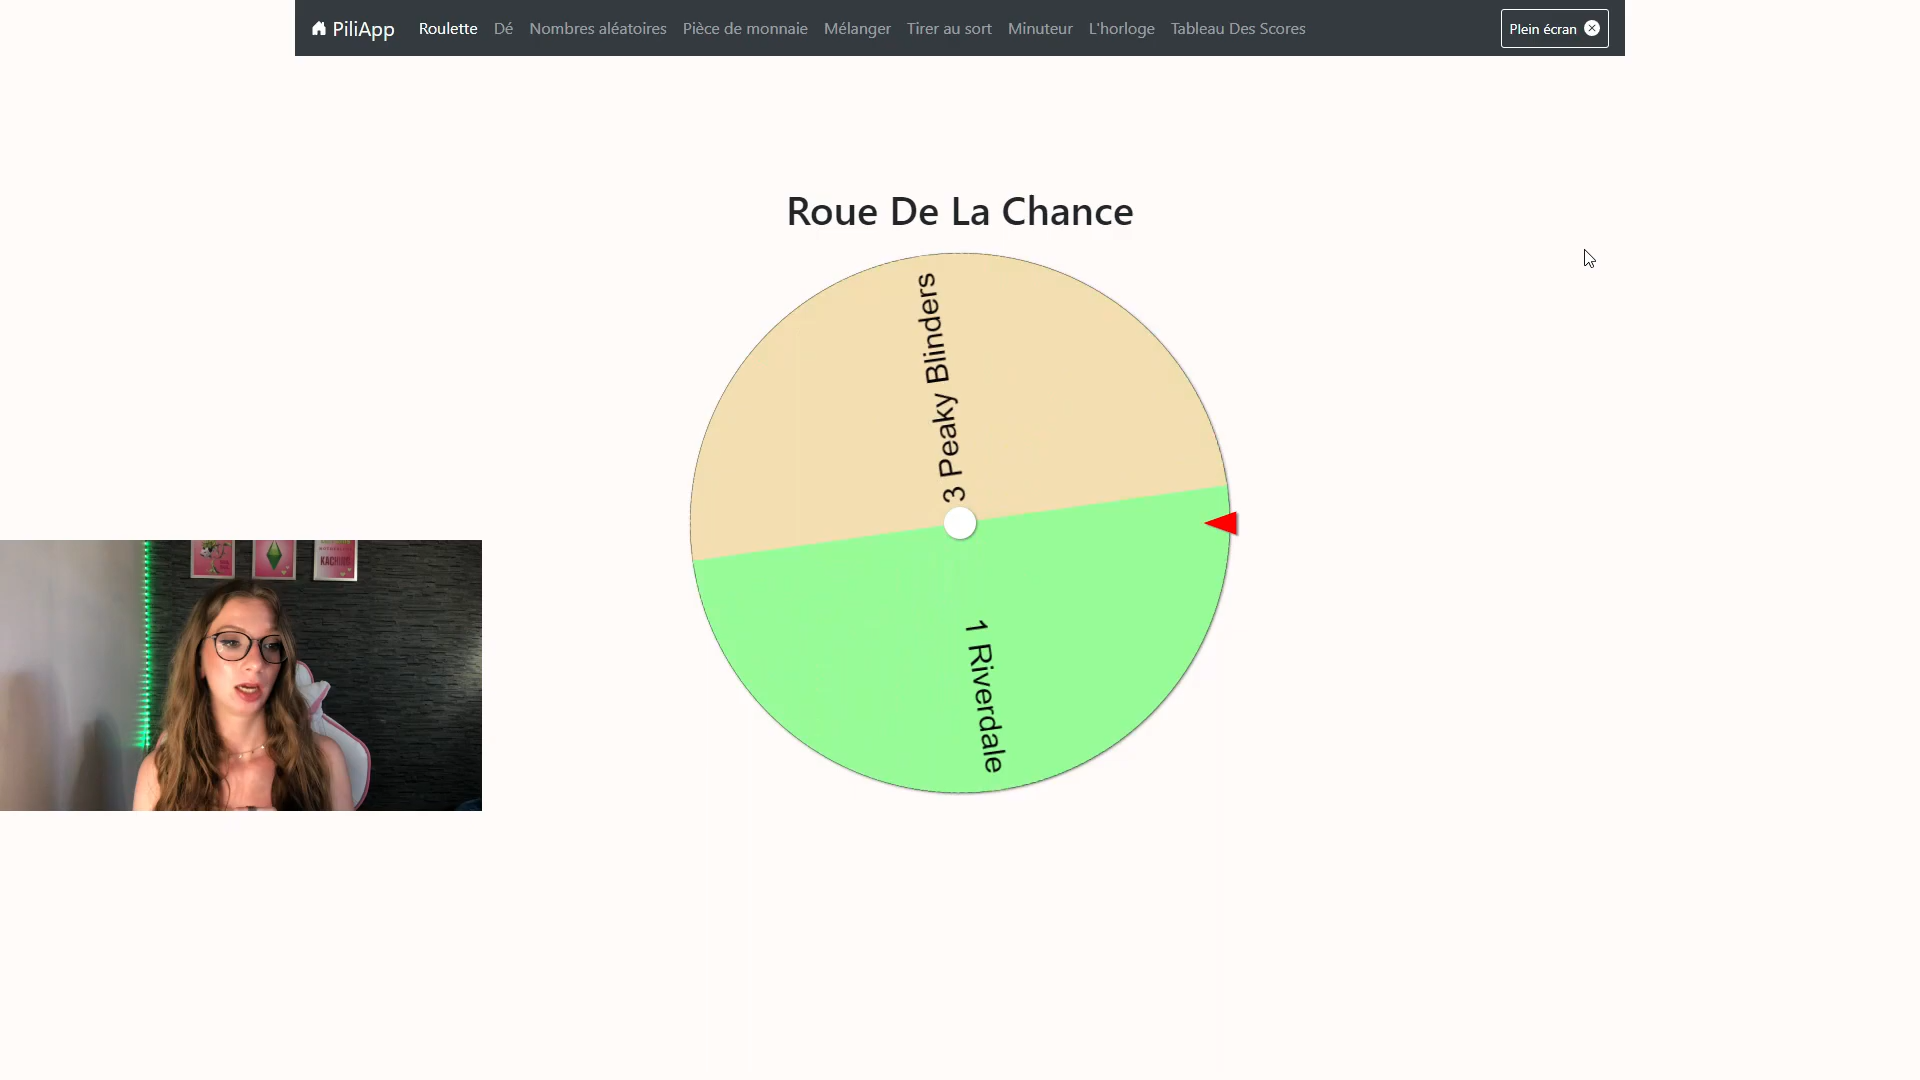 PiliApp Roulette Dé Nombres aléatoires Pièce de monnaie Mélanger Tirer au sort Minuteur L'horloge Tableau Des Scores Plein écran
Roue De La Chance
3 Peaky Blinders
1 Riverdale
KACHING